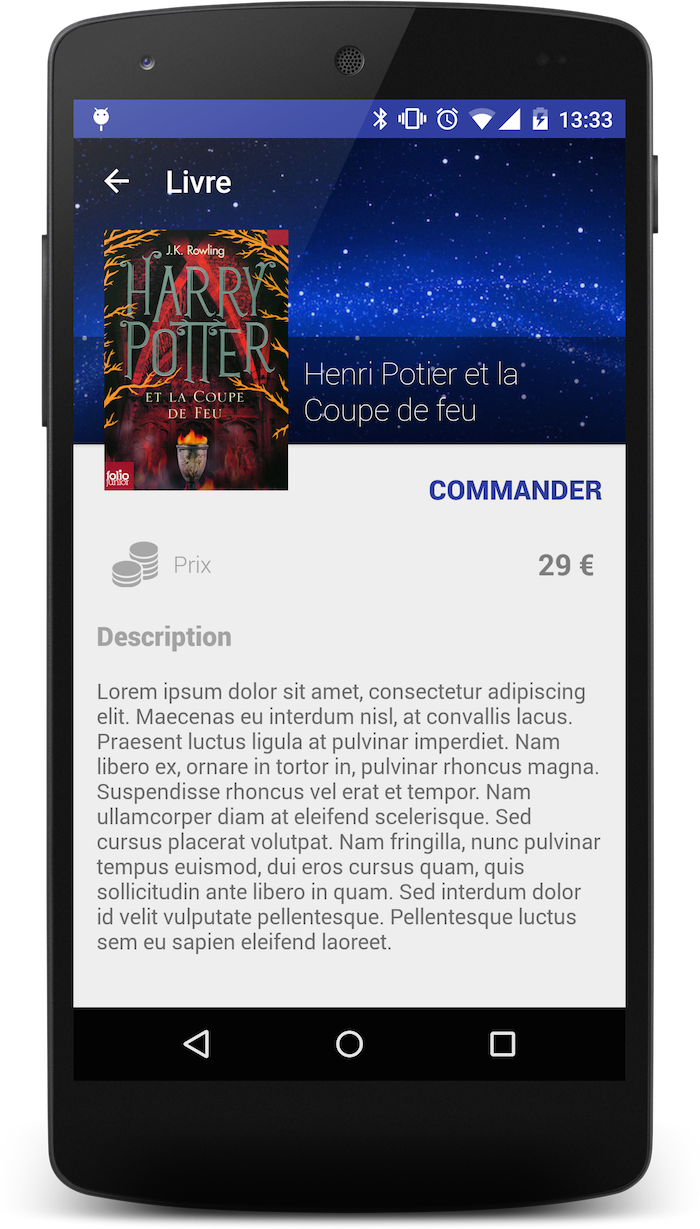 13:33
Livre
J.K. Rowling
HARRY
POTTER
ET LA COUPE
DE FEU
folio
JUNIOR
Henri Potier et la
Coupe de feu
COMMANDER
Prix
29 €
Description
Lorem ipsum dolor sit amet, consectetur adipiscing
elit. Maecenas eu interdum nisl, at convallis lacus.
Praesent luctus ligula at pulvinar imperdiet. Nam
libero ex, ornare in tortor in, pulvinar rhoncus magna.
Suspendisse rhoncus vel erat et tempor. Nam
ullamcorper diam at eleifend scelerisque. Sed
cursus placerat volutpat. Nam fringilla, nunc pulvinar
tempus euismod, dui eros cursus quam, quis
sollicitudin ante libero in quam. Sed interdum dolor
id velit vulputate pellentesque. Pellentesque luctus
sem eu sapien eleifend laoreet.